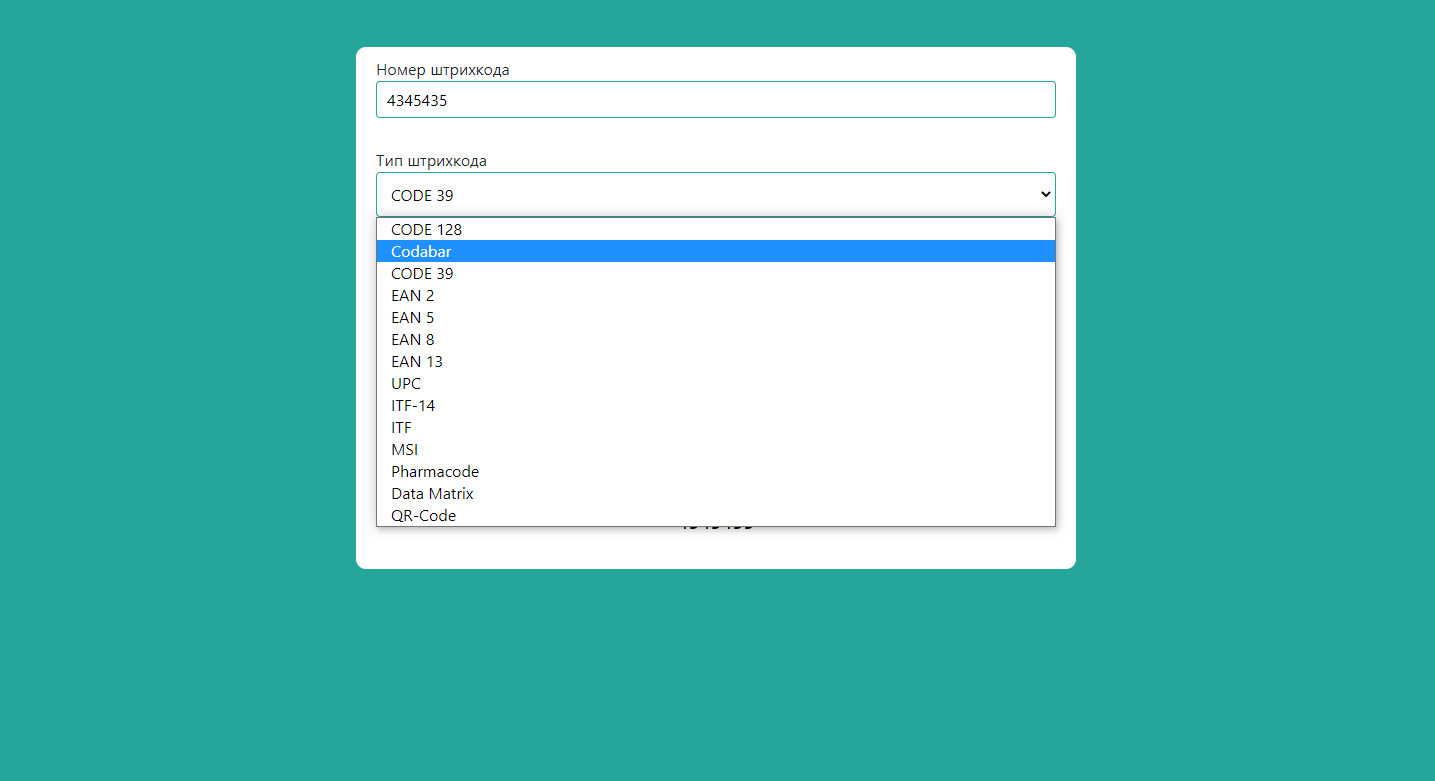 Номер штрихкода
4345435
Тип штрихкода
CODE 39
CODE 128
Codabar
CODE 39
EAN 2
EAN 5
EAN 8
EAN 13
UPC
ITF-14
ITF
MSI
Pharmacode
Data Matrix
QR-Code